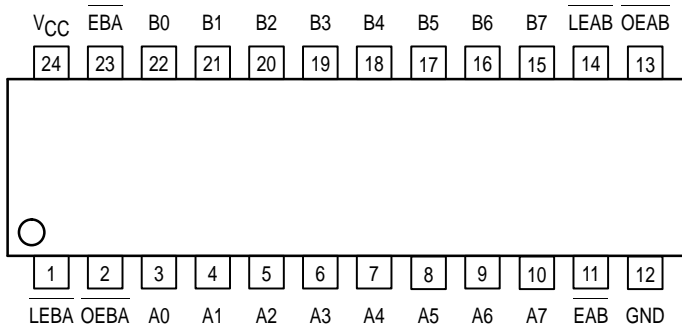 VCC EBA B0 B1 B2 B3 B4 B5 B6 B7 LEAB OEAB
24 23 22 21 20 19 18 17 16 15 14 13
1 2 3 4 5 6 7 8 9 10 11 12
LEBA OEBA A0 A1 A2 A3 A4 A5 A6 A7 EAB GND